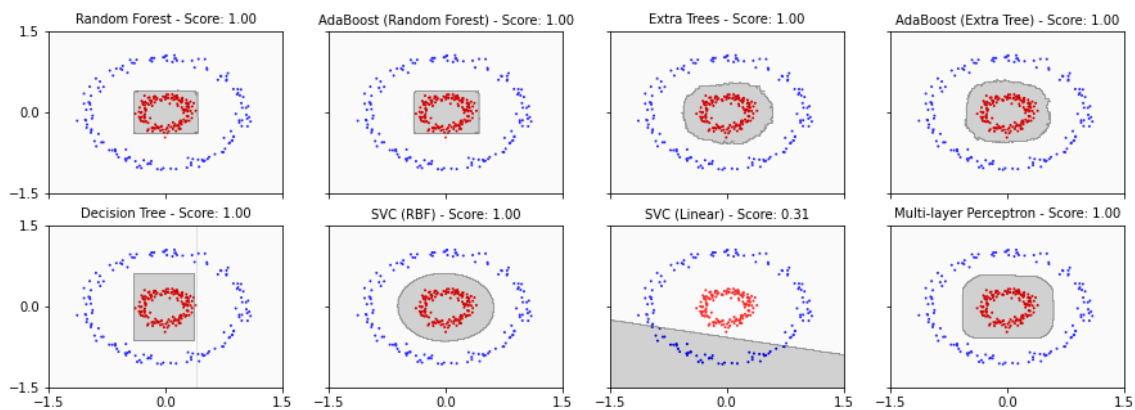 Random Forest - Score: 1.00
AdaBoost (Random Forest) - Score: 1.00
Extra Trees - Score: 1.00
AdaBoost (Extra Tree) - Score: 1.00
1.5
0.0
−1.5
Decision Tree - Score: 1.00
SVC (RBF) - Score: 1.00
SVC (Linear) - Score: 0.31
Multi-layer Perceptron - Score: 1.00
1.5
0.0
−1.5
−1.5 0.0 1.5
−1.5 0.0 1.5
−1.5 0.0 1.5
−1.5 0.0 1.5